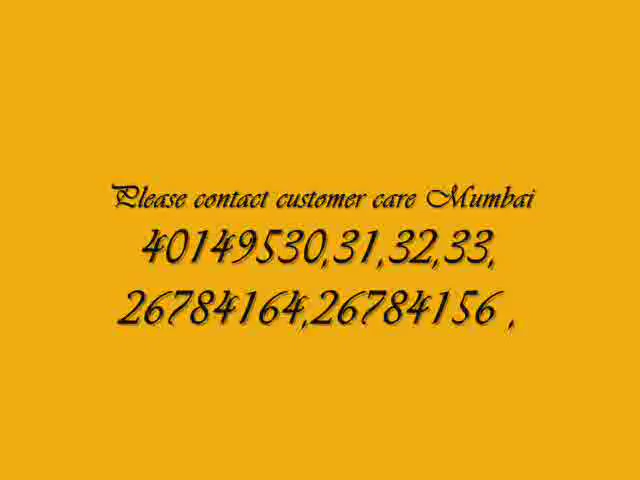 Please contact customer care Mumbai
40149530,31,32,33,
26784164,26784156 ,